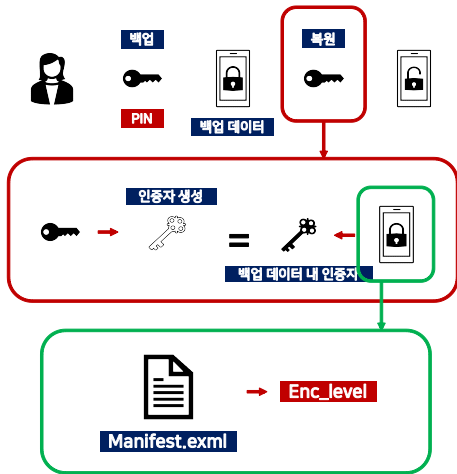 백업
복원
PIN
백업 데이터
인증자 생성
=
백업 데이터 내 인증자
Enc_level
Manifest.exml